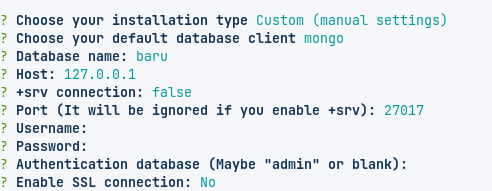 ? Choose your installation type Custom (manual settings)
? Choose your default database client mongo
? Database name: baru
? Host: 127.0.0.1
? +srv connection: false
? Port (It will be ignored if you enable +srv): 27017
? Username:
? Password:
? Authentication database (Maybe "admin" or blank):
? Enable SSL connection: No